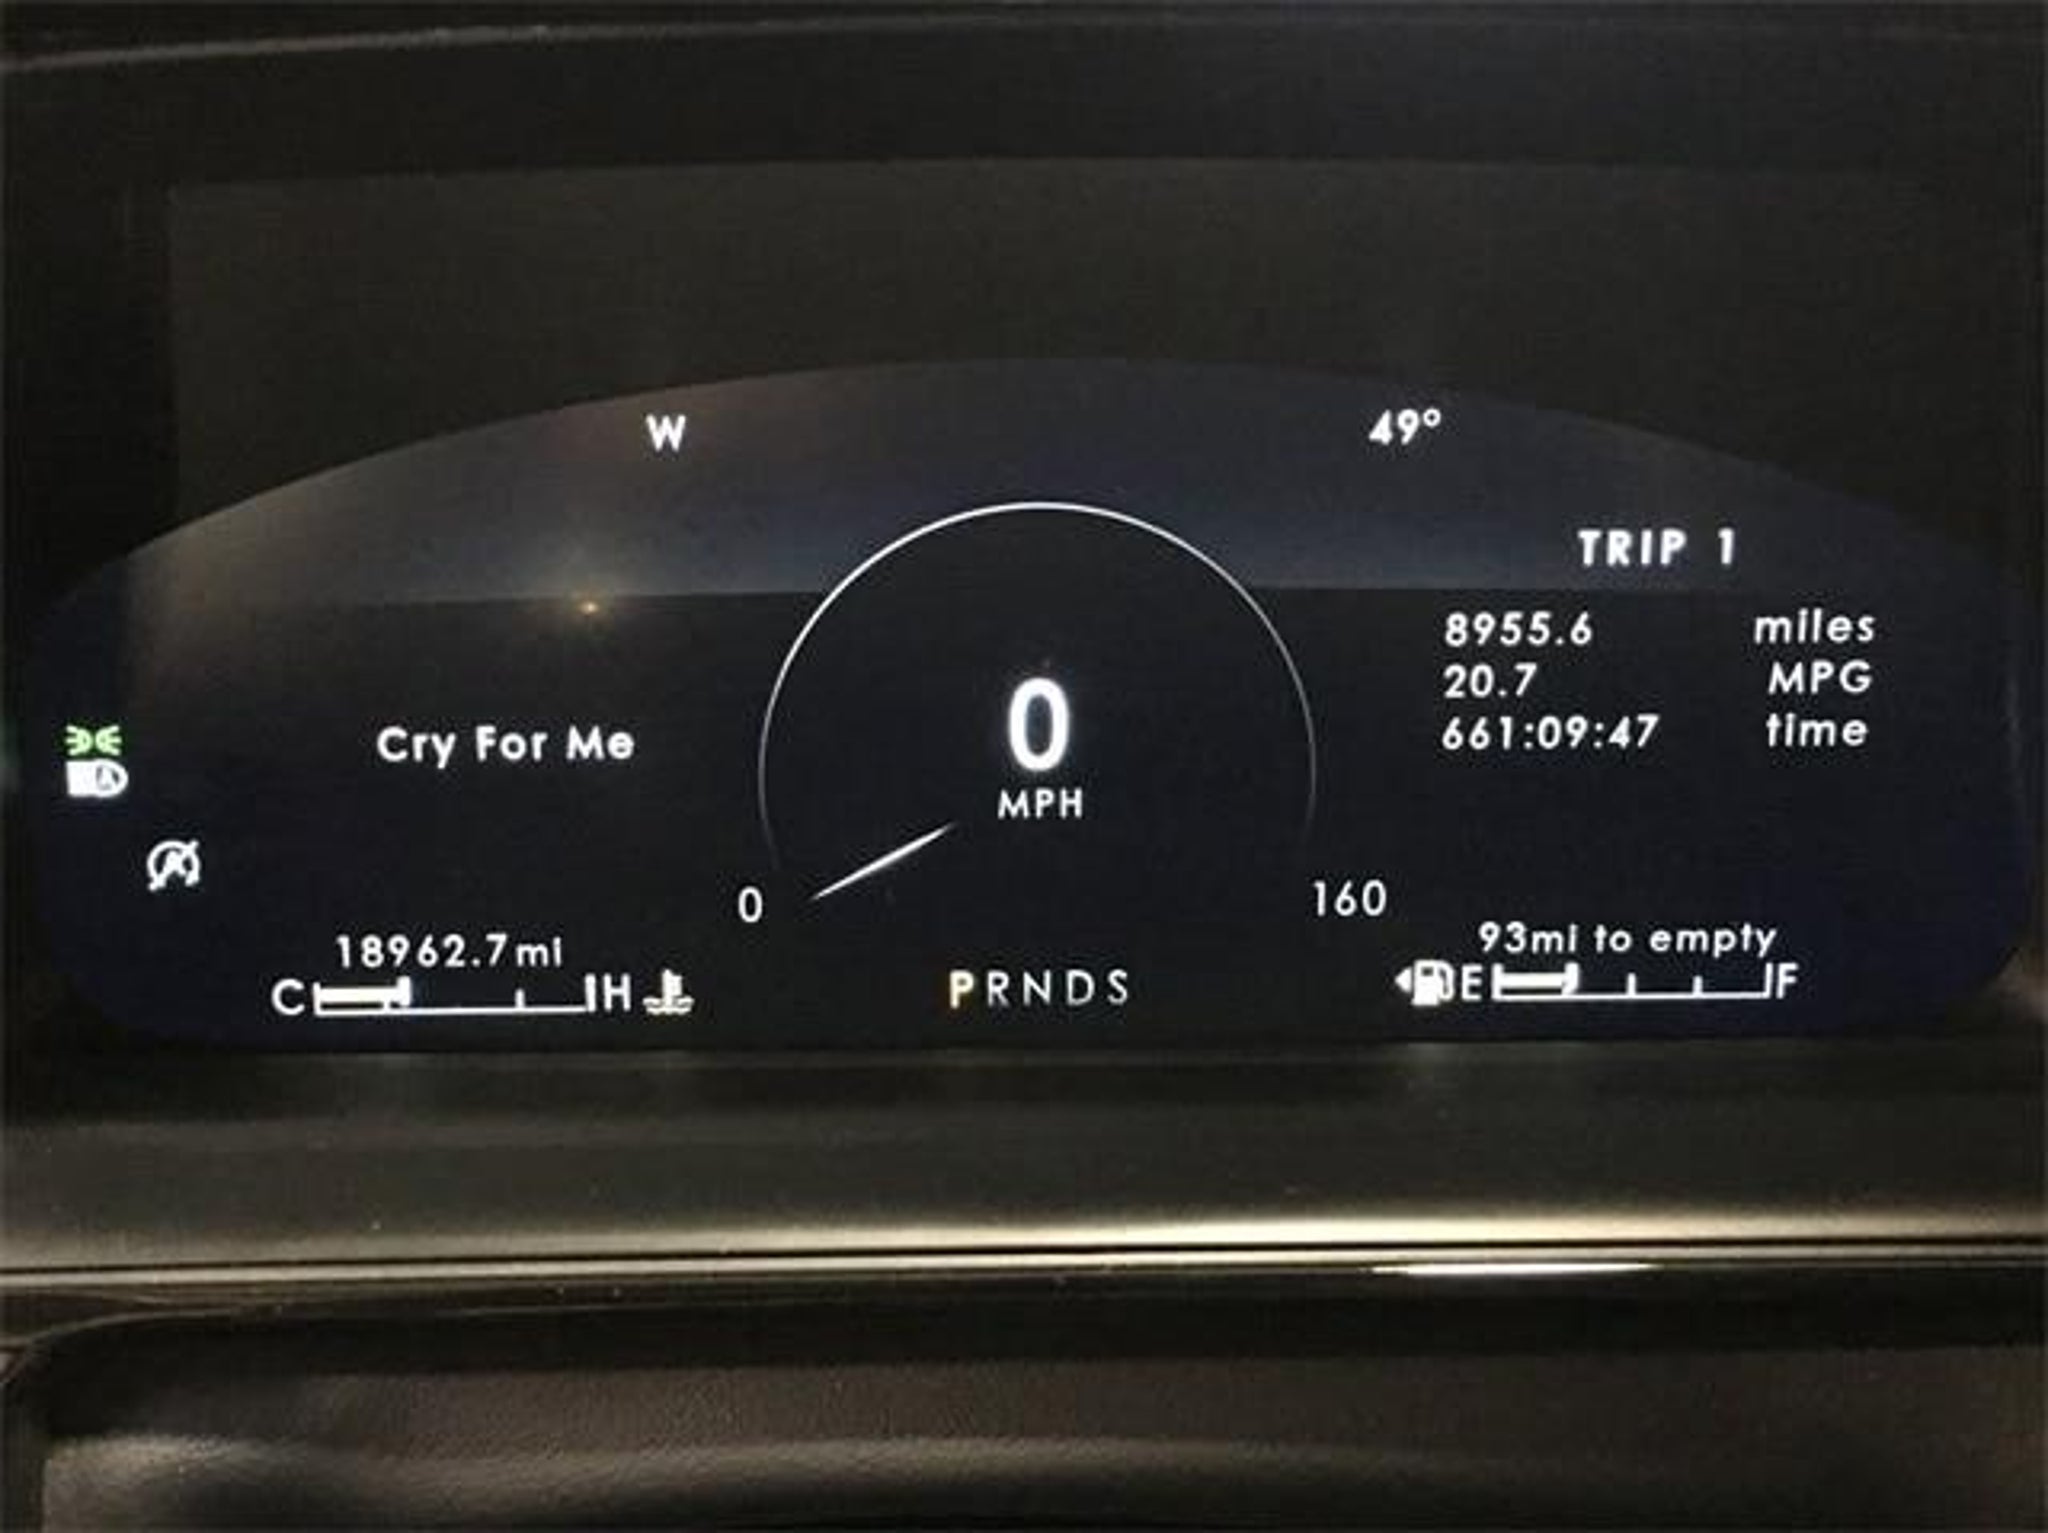 W
49°
TRIP 1
8955.6 miles
20.7 MPG
661:09:47 time
Cry For Me
0
MPH
0
160
18962.7mi
C H
PRNDS
93mi to empty
E F